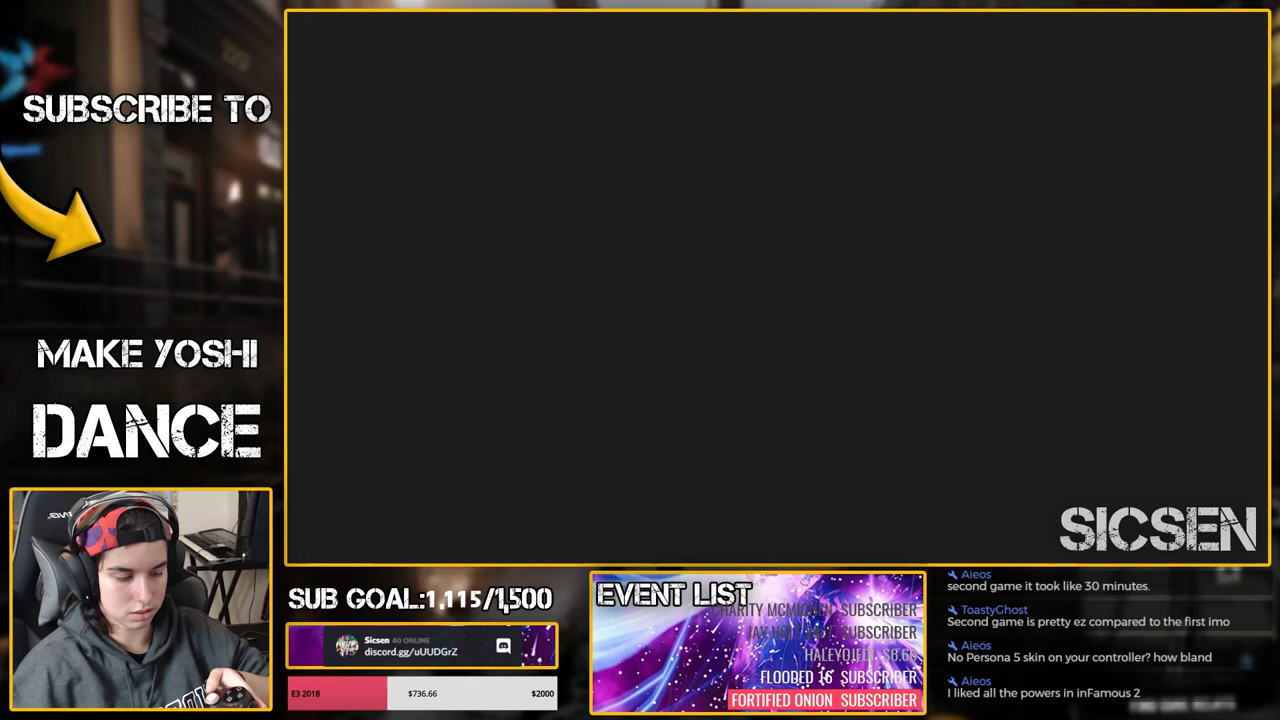 SUBSCRIBE TO
MAKE YOSHI
DANCE
SICSEN
SUB GOAL:1,115/1,500
Sicsen 40 ONLINE
discord.gg/uUUDGrZ
E3 2018 $736.66 $2000
EVENT LIST
SUBSCRIBER
SUBSCRIBER
FLOODED 16 SUBSCRIBER
FORTIFIED ONION SUBSCRIBER
Aieos
second game it took like 30 minutes.
ToastyGhost
Second game is pretty ez compared to the first imo
Aieos
No Persona 5 skin on your controller? how bland
Aieos
I liked all the powers in inFamous 2